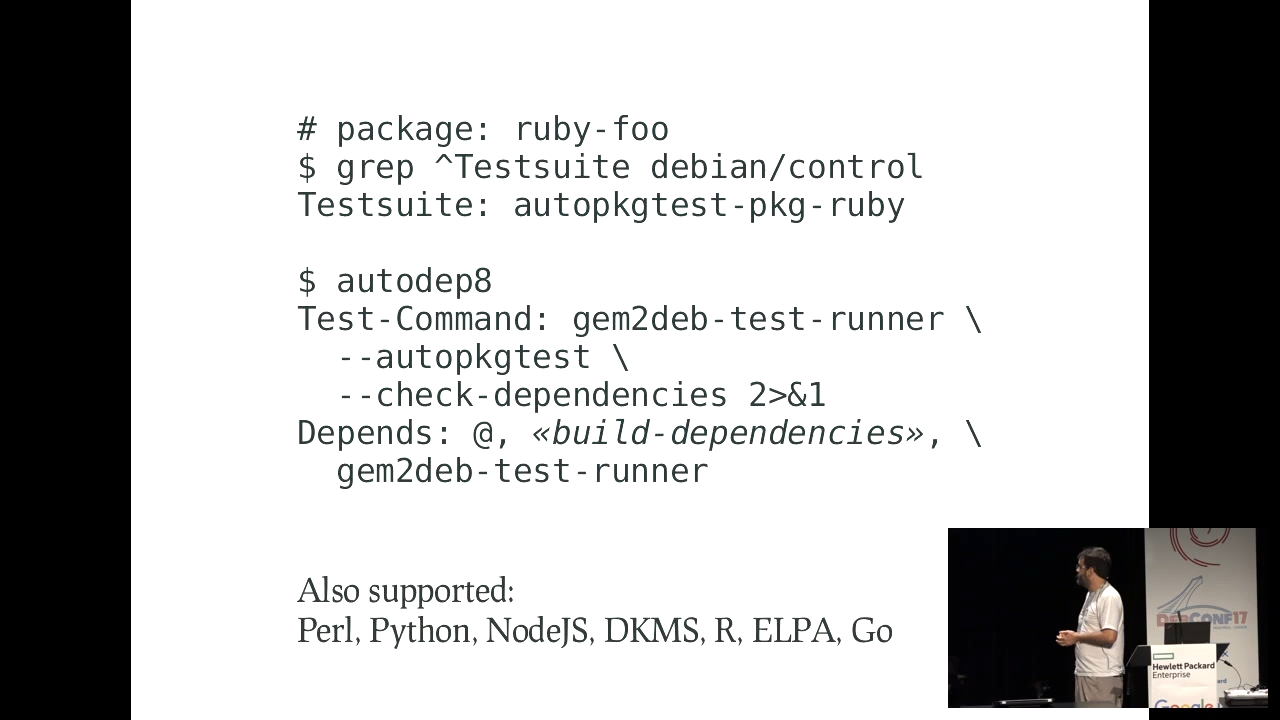 # package: ruby-foo
$ grep ^Testsuite debian/control
Testsuite: autopkgtest-pkg-ruby
$ autodep8
Test-Command: gem2deb-test-runner \
--autopkgtest \
--check-dependencies 2>&1
Depends: @, «build-dependencies», \
gem2deb-test-runner
Also supported:
Perl, Python, NodeJS, DKMS, R, ELPA, Go
DEBCONF17
Hewlett Packard
Enterprise
Google